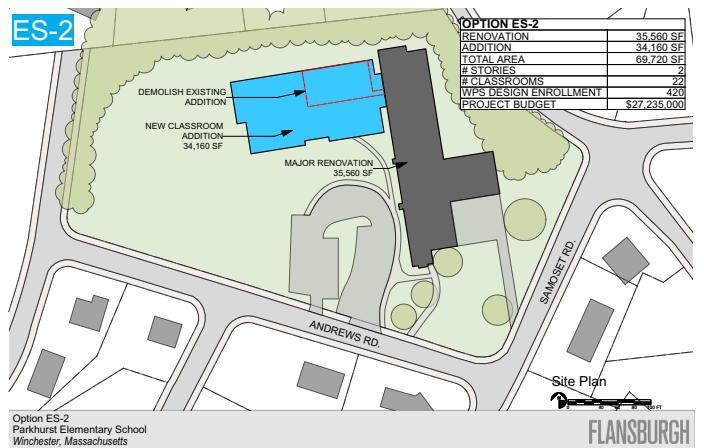 ES-2
OPTION ES-2
RENOVATION 35,560 SF
ADDITION 34,160 SF
TOTAL AREA 69,720 SF
# STORIES 2
# CLASSROOMS 22
WPS DESIGN ENROLLMENT 420
PROJECT BUDGET $27,235,000
DEMOLISH EXISTING
ADDITION
NEW CLASSROOM
ADDITION
34,160 SF
MAJOR RENOVATION
35,560 SF
SAMOSET RD.
ANDREWS RD.
Site Plan
Option ES-2
Parkhurst Elementary School
Winchester, Massachusetts
FLANSBURGH